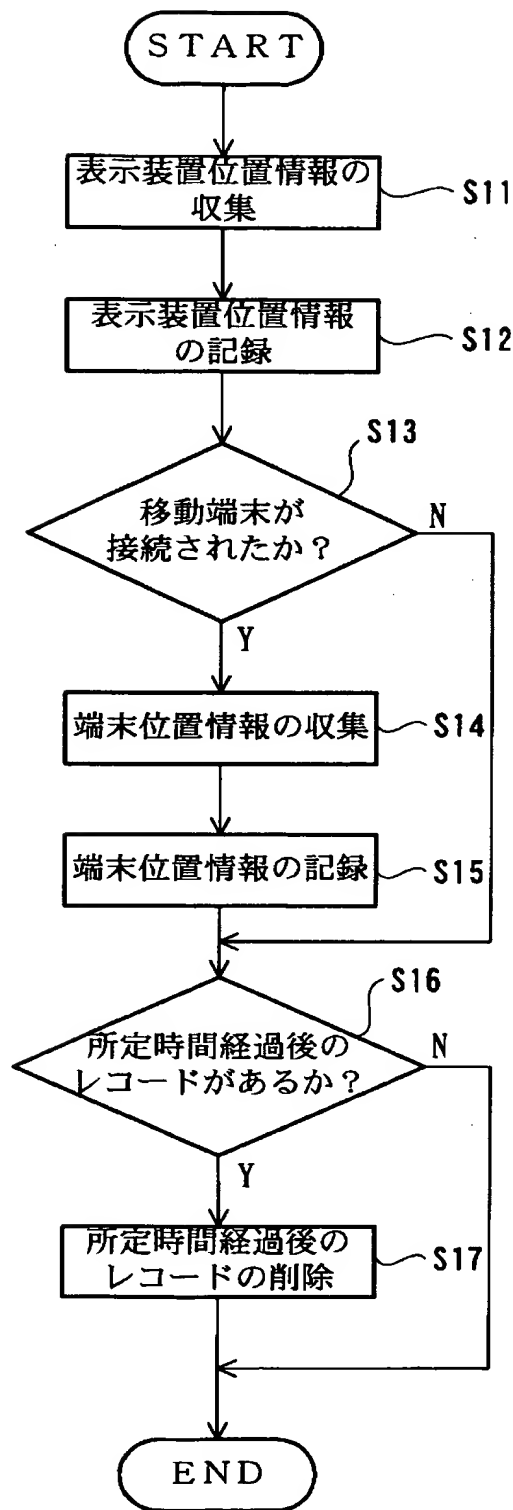 START
表示装置位置情報の
収集
S11
表示装置位置情報
の記録
S12
S13
移動端末が
接続されたか？
N
Y
端末位置情報の収集
S14
端末位置情報の記録
S15
S16
所定時間経過後の
レコードがあるか？
N
Y
所定時間経過後の
レコードの削除
S17
END